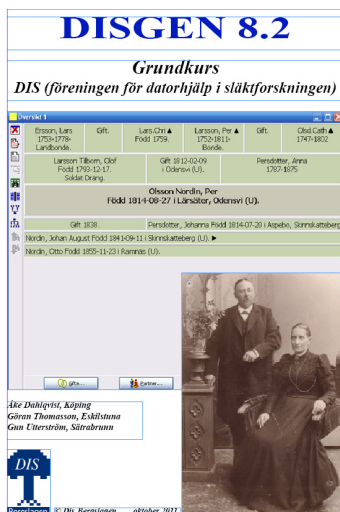 DISGEN 8.2
Grundkurs
DIS (föreningen för datorhjälp i släktforskningen)
Översikt 1
Ersson, Lars
1753-1778-
Landbonde.
Gift.
Lars.Chri ▲
Född 1759.
Larsson, Per ▲
1752-1811-
Bonde.
Gift.
Olsd.Cath ▲
1747-1802
Larsson Tilbom, Olof
Född 1793-12-17.
Soldat Dräng.
Gift 1812-02-09
i Odensvi (U).
Persdotter, Anna
1787-1875
Olsson Nordin, Per
Född 1814-08-27 i Lärsäter, Odensvi (U).
Gift 1838.
Persdotter, Johanna Född 1814-07-20 i Aspebo, Skinnskatteberg
Nordin, Johan August Född 1841-09-11 i Skinnskatteberg (U). ►
Nordin, Otto Född 1855-11-23 i Ramnäs (U).
Gifta...
Partner...
Åke Dahlqvist, Köping
Göran Thomasson, Eskilstuna
Gun Utterström, Sätrabrunn
DIS
Bergslagen
© Dis Bergslagen oktober 2011